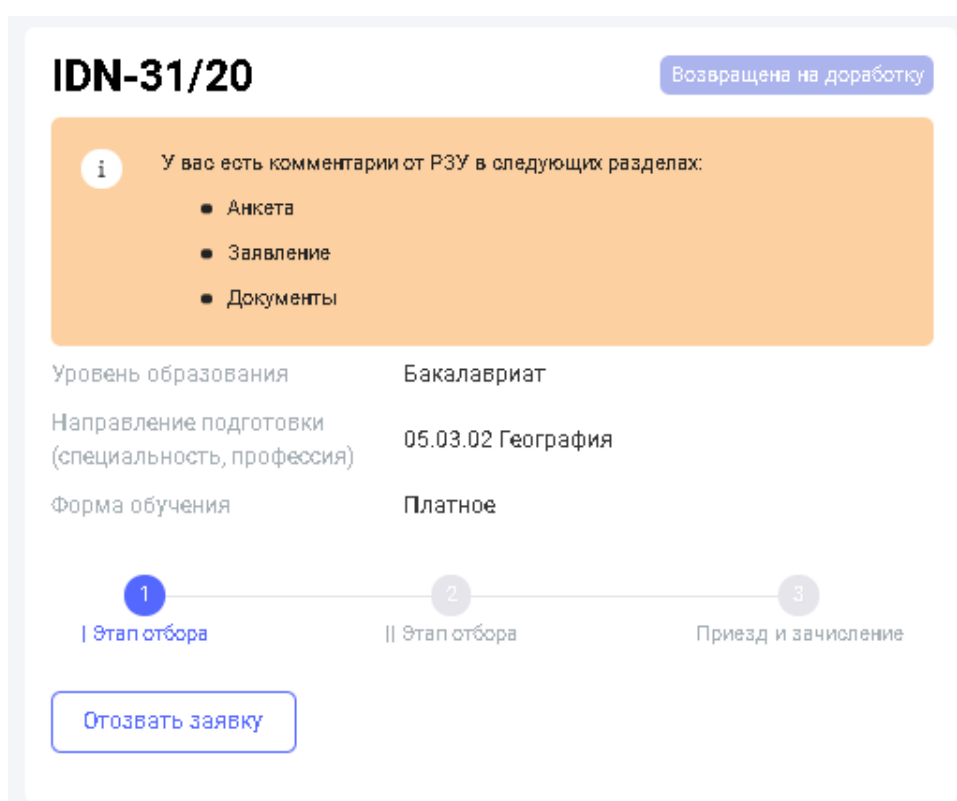 IDN-31/20
Возвращена на доработку
i
У вас есть комментарии от РЗУ в следующих разделах:
Анкета
Заявление
Документы
Уровень образования Бакалавриат
Направление подготовки
(специальность, профессия)
05.03.02 География
Форма обучения Платное
1
2
3
| Этап отбора
|| Этап отбора
Приезд и зачисление
Отозвать заявку